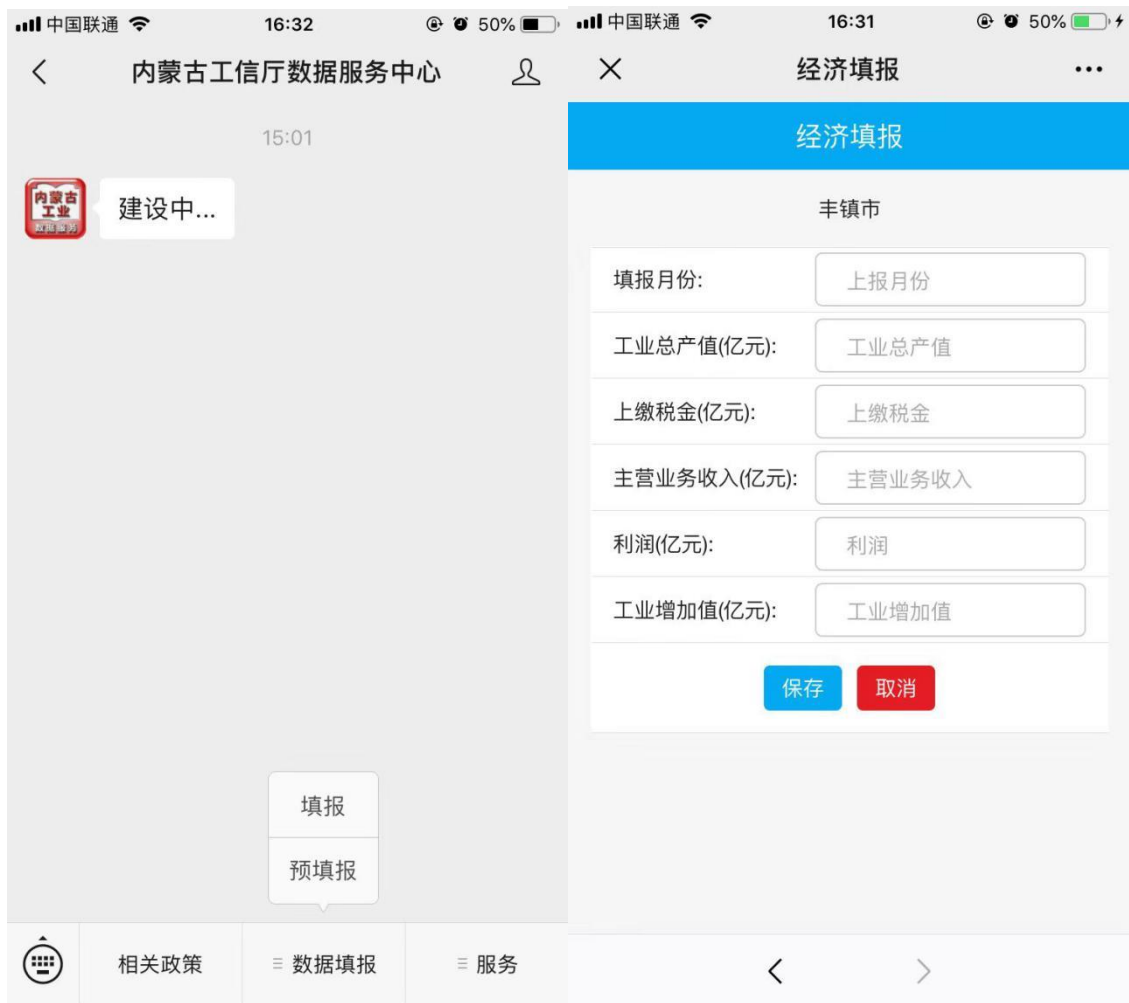 中国联通 16:32 50%
内蒙古工信厅数据服务中心
15:01
内蒙古
工业
数据服务
建设中...
填报
预填报
相关政策 数据填报 服务
中国联通 16:31 50%
经济填报
经济填报
丰镇市
填报月份: 上报月份
工业总产值(亿元): 工业总产值
上缴税金(亿元): 上缴税金
主营业务收入(亿元): 主营业务收入
利润(亿元): 利润
工业增加值(亿元): 工业增加值
保存 取消